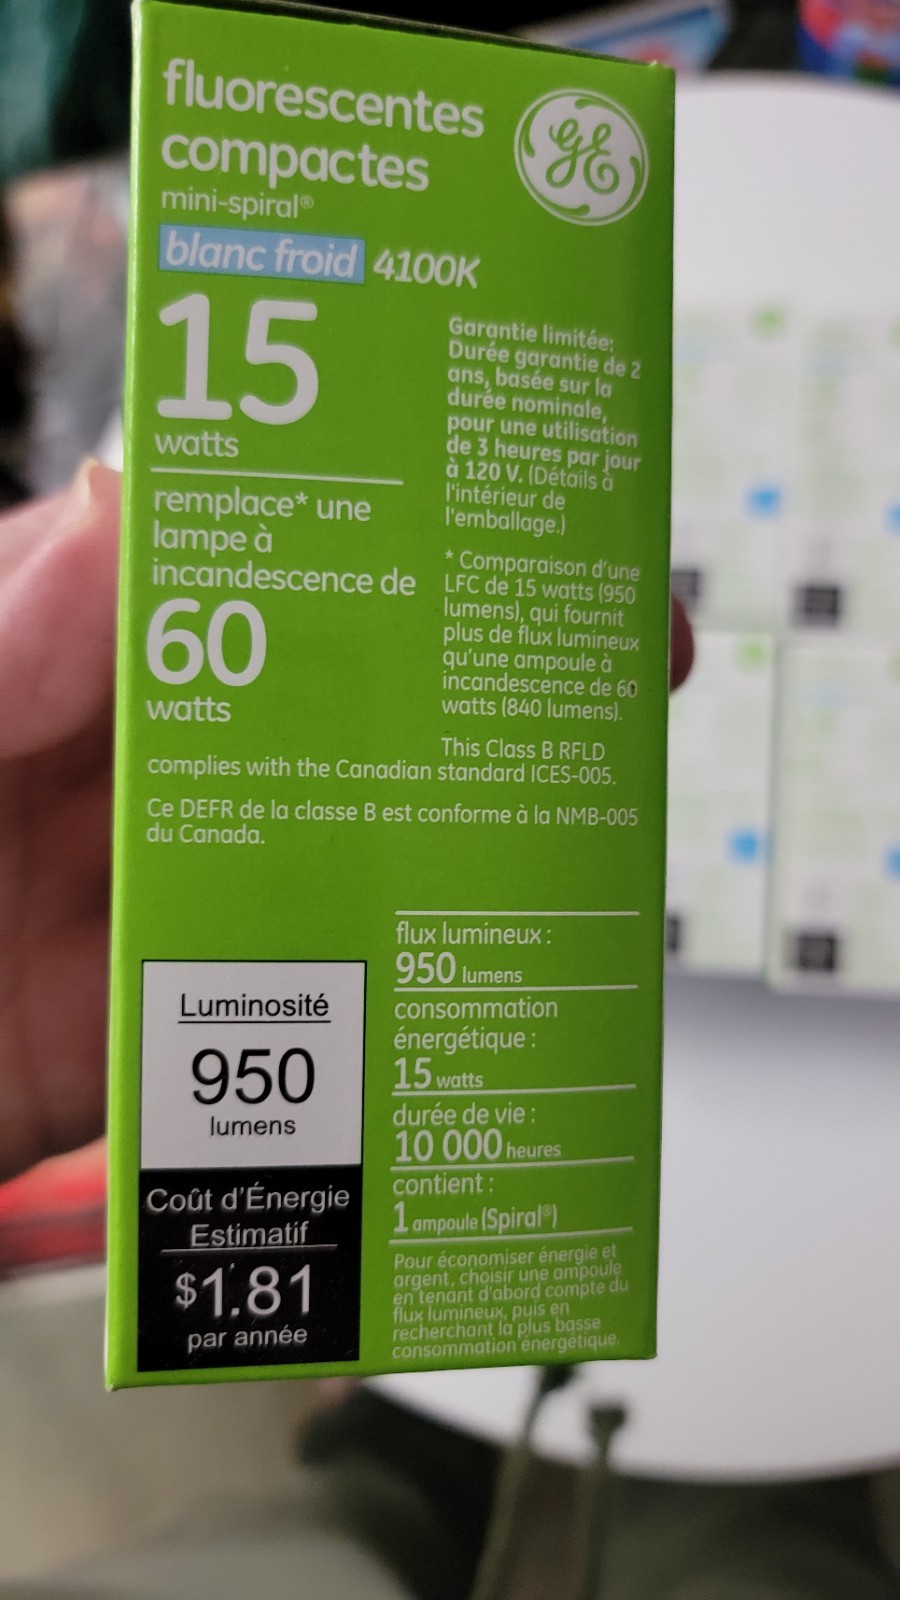 fluorescentes
compactes
mini-spiral®
blanc froid 4100K
GE
15
watts
remplace* une
lampe à
incandescence de
60
watts
Garantie limitée:
Durée garantie de 2
ans, basée sur la
durée nominale,
pour une utilisation
de 3 heures par jour
à 120 V. (Détails à
l'intérieur de
l'emballage.)
* Comparaison d'une
LFC de 15 watts (950
lumens), qui fournit
plus de flux lumineux
qu'une ampoule à
incandescence de 60
watts (840 lumens).
This Class B RFLD
complies with the Canadian standard ICES-005.
Ce DEFR de la classe B est conforme à la NMB-005
du Canada.
Luminosité
950
lumens
Coût d'Énergie
Estimatif
$1.81
par année
flux lumineux :
950 lumens
consommation
énergétique :
15 watts
durée de vie :
10 000 heures
contient :
1 ampoule (Spiral®)
Pour économiser énergie et
argent, choisir une ampoule
en tenant d'abord compte du
flux lumineux, puis en
recherchant la plus basse
consommation énergétique.